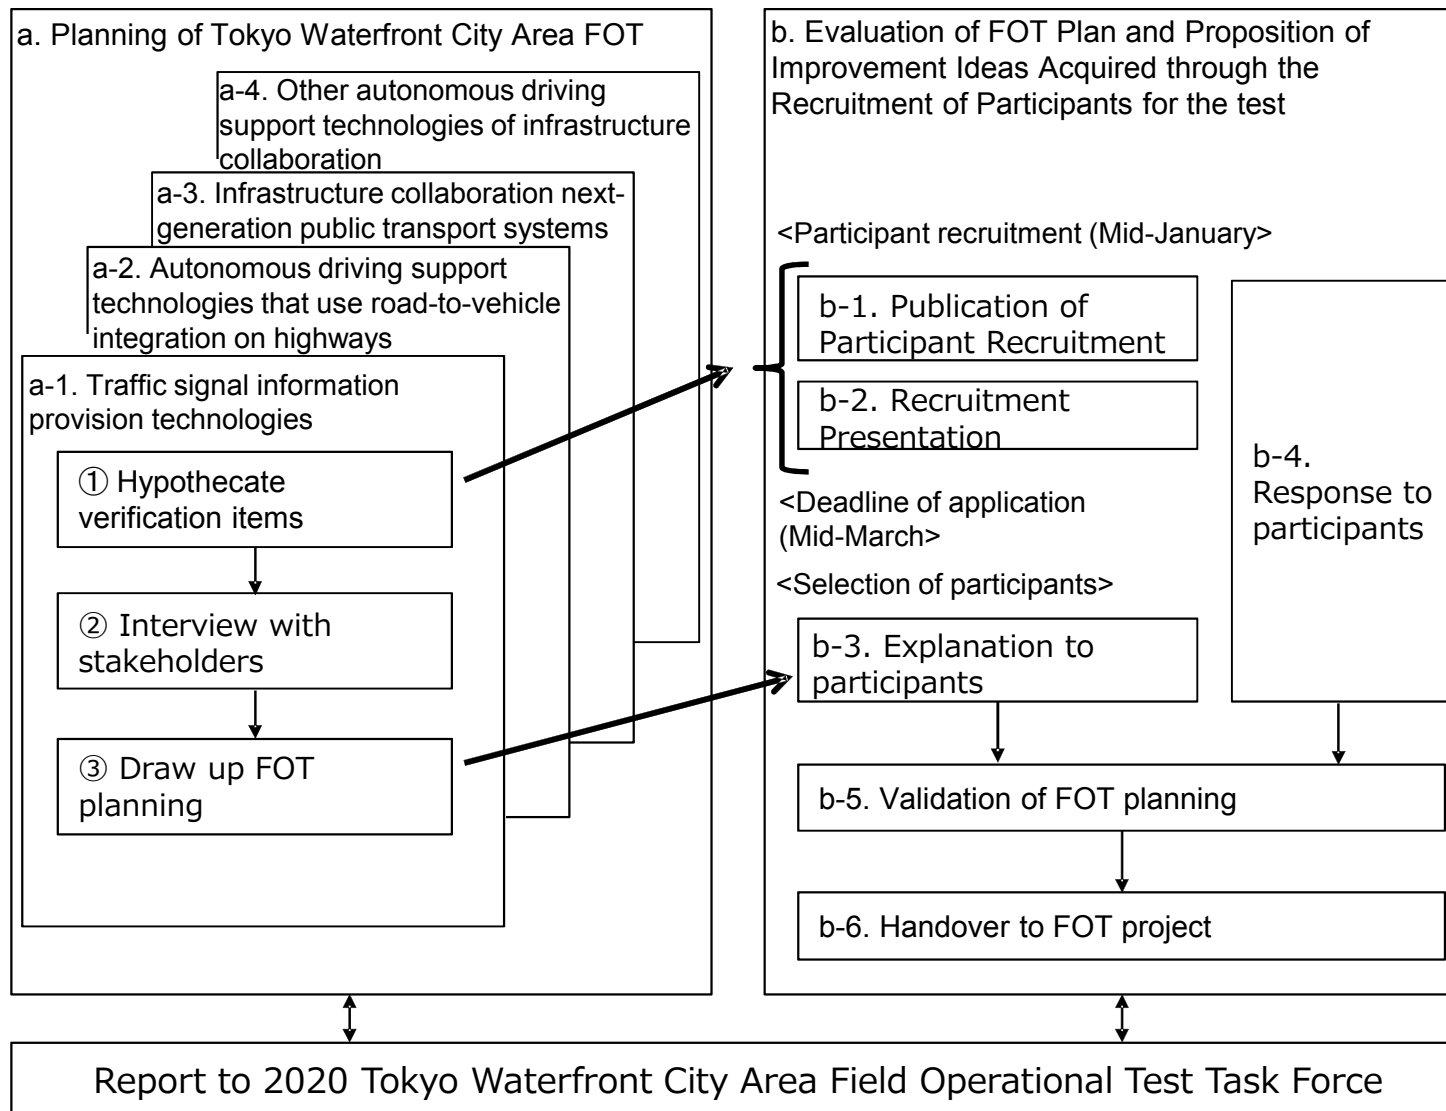 a. Planning of Tokyo Waterfront City Area FOT
a-4. Other autonomous driving
support technologies of infrastructure
collaboration
a-3. Infrastructure collaboration next-
generation public transport systems
a-2. Autonomous driving support
technologies that use road-to-vehicle
integration on highways
a-1. Traffic signal information
provision technologies
① Hypothecate
verification items
② Interview with
stakeholders
③ Draw up FOT
planning
b. Evaluation of FOT Plan and Proposition of
Improvement Ideas Acquired through the
Recruitment of Participants for the test
<Participant recruitment (Mid-January>
b-1. Publication of
Participant Recruitment
b-2. Recruitment
Presentation
<Deadline of application
(Mid-March>
<Selection of participants>
b-3. Explanation to
participants
b-4.
Response to
participants
b-5. Validation of FOT planning
b-6. Handover to FOT project
Report to 2020 Tokyo Waterfront City Area Field Operational Test Task Force